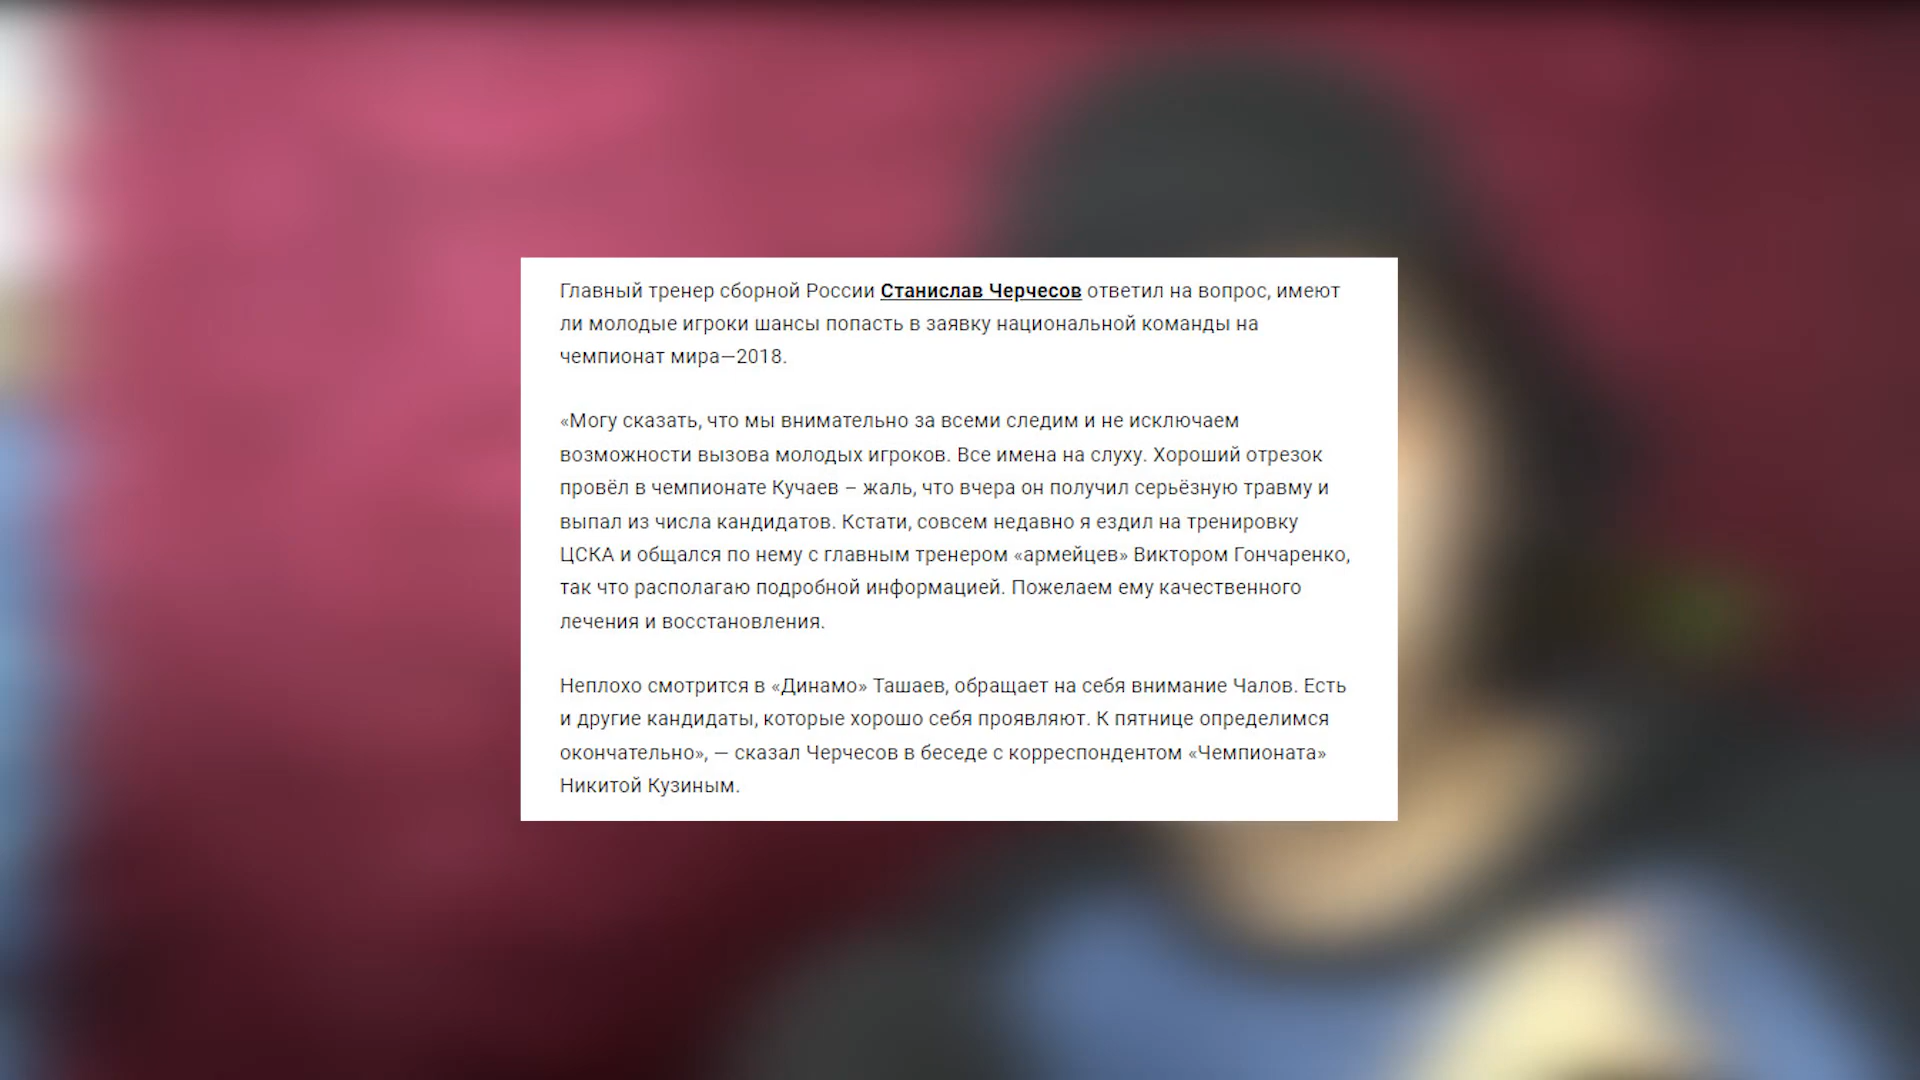 Главный тренер сборной России Станислав Черчесов ответил на вопрос, имеют
ли молодые игроки шансы попасть в заявку национальной команды на
чемпионат мира—2018.
«Могу сказать, что мы внимательно за всеми следим и не исключаем
возможности вызова молодых игроков. Все имена на слуху. Хороший отрезок
провёл в чемпионате Кучаев – жаль, что вчера он получил серьёзную травму и
выпал из числа кандидатов. Кстати, совсем недавно я ездил на тренировку
ЦСКА и общался по нему с главным тренером «армейцев» Виктором Гончаренко,
так что располагаю подробной информацией. Пожелаем ему качественного
лечения и восстановления.
Неплохо смотрится в «Динамо» Ташаев, обращает на себя внимание Чалов. Есть
и другие кандидаты, которые хорошо себя проявляют. К пятнице определимся
окончательно», — сказал Черчесов в беседе с корреспондентом «Чемпионата»
Никитой Кузиным.